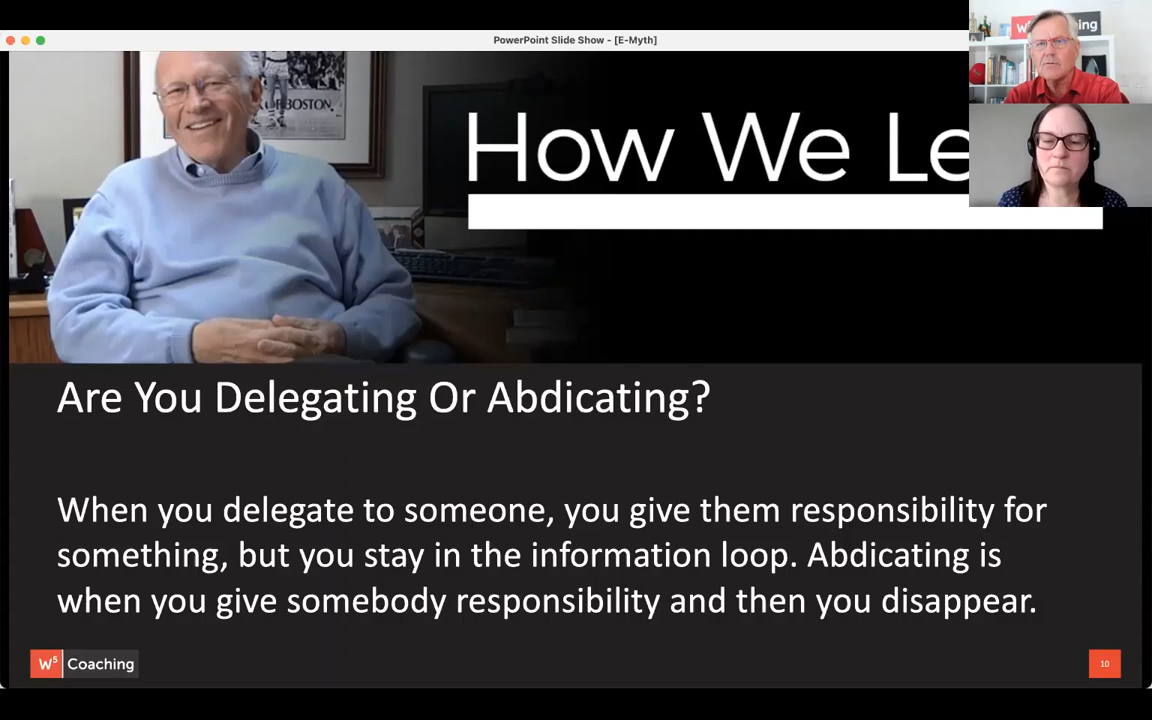 PowerPoint Slide Show - [E-Myth]
OF BOSTON.
How We Le
Are You Delegating Or Abdicating?
When you delegate to someone, you give them responsibility for
something, but you stay in the information loop. Abdicating is
when you give somebody responsibility and then you disappear.
W⁵ Coaching
10